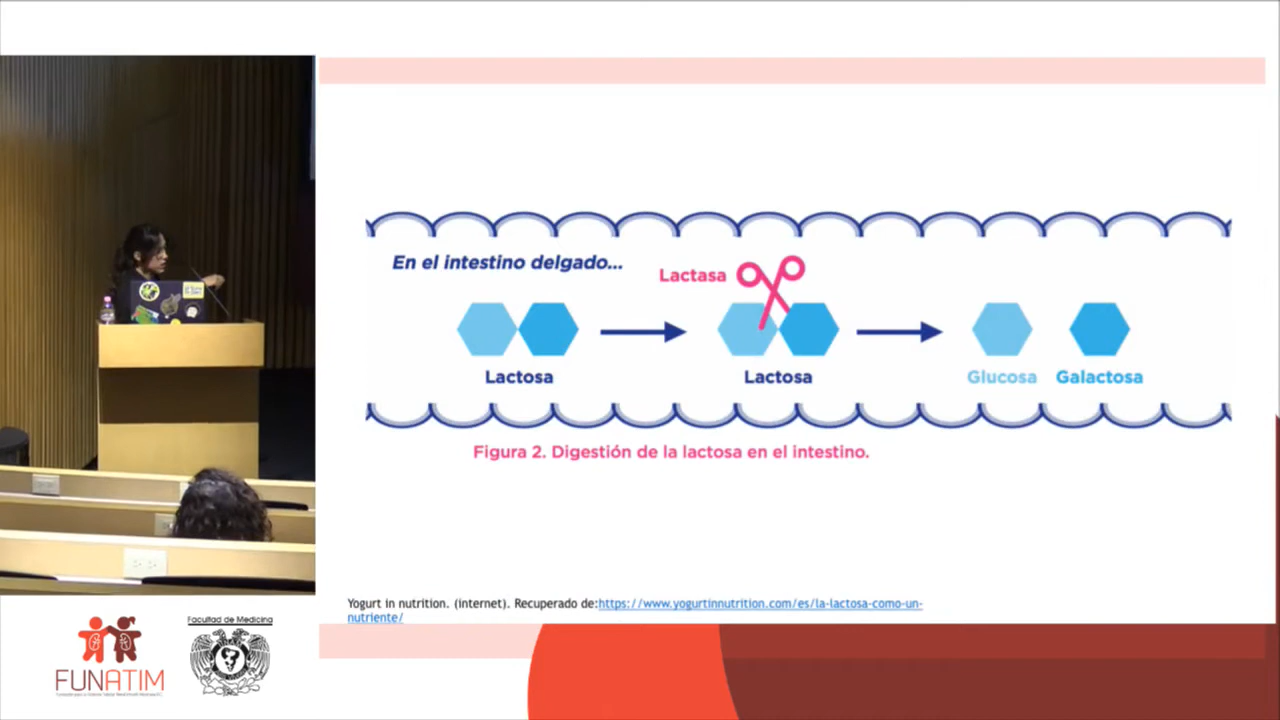 En el intestino delgado...
Lactasa
Lactosa
Lactosa
Glucosa
Galactosa
Figura 2. Digestión de la lactosa en el intestino.
Yogurt in nutrition. (internet). Recuperado de:https://www.yogurtinnutrition.com/es/la-lactosa-como-un-
nutriente/
FUNATIM
Facultad de Medicina